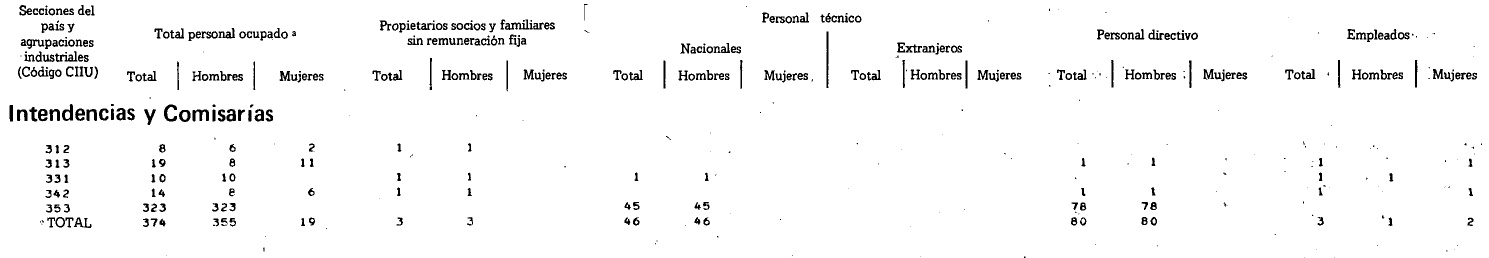 Secciones del país y agrupaciones industriales (Código CIIU) | Total personal ocupado a | Propietarios socios y familiares sin remuneración fija | Personal técnico | Personal directivo | Empleados
Nacionales | Extranjeros
Total | Hombres | Mujeres | Total | Hombres | Mujeres | Total | Hombres | Mujeres | Total | Hombres | Mujeres | Total | Hombres | Mujeres | Total | Hombres | Mujeres
Intendencias y Comisarías
312 8 6 2 1 1
313 19 8 11 1 1 1 1
331 10 10 1 1 1 1 1 1
342 14 8 6 1 1 1 1 1 1
353 323 323 45 45 78 78
TOTAL 374 355 19 3 3 46 46 80 80 3 1 2